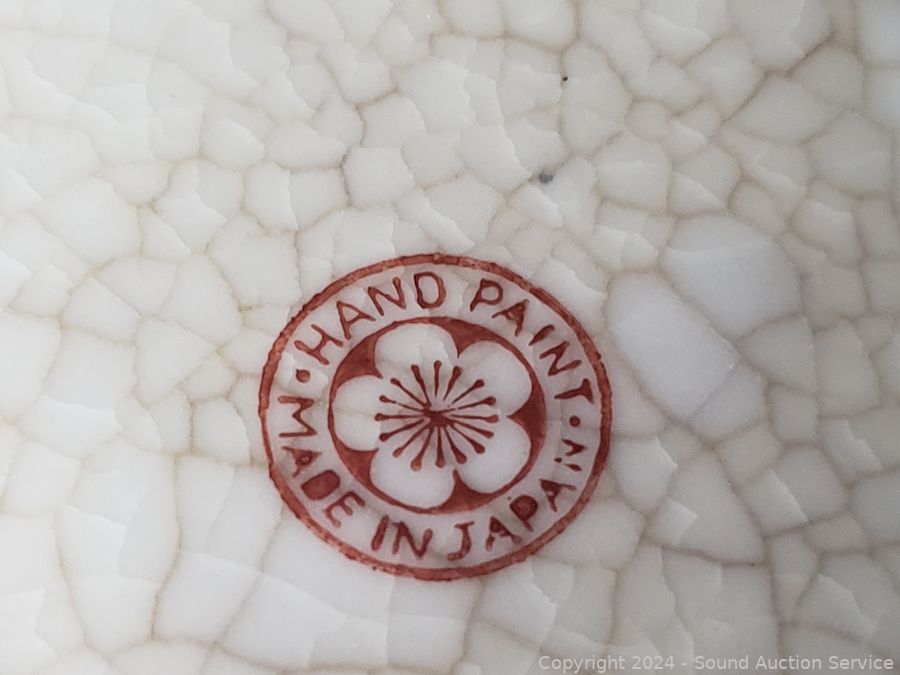 • HAND PAINT •
MADE IN JAPAN
Copyright 2024 - Sound Auction Service